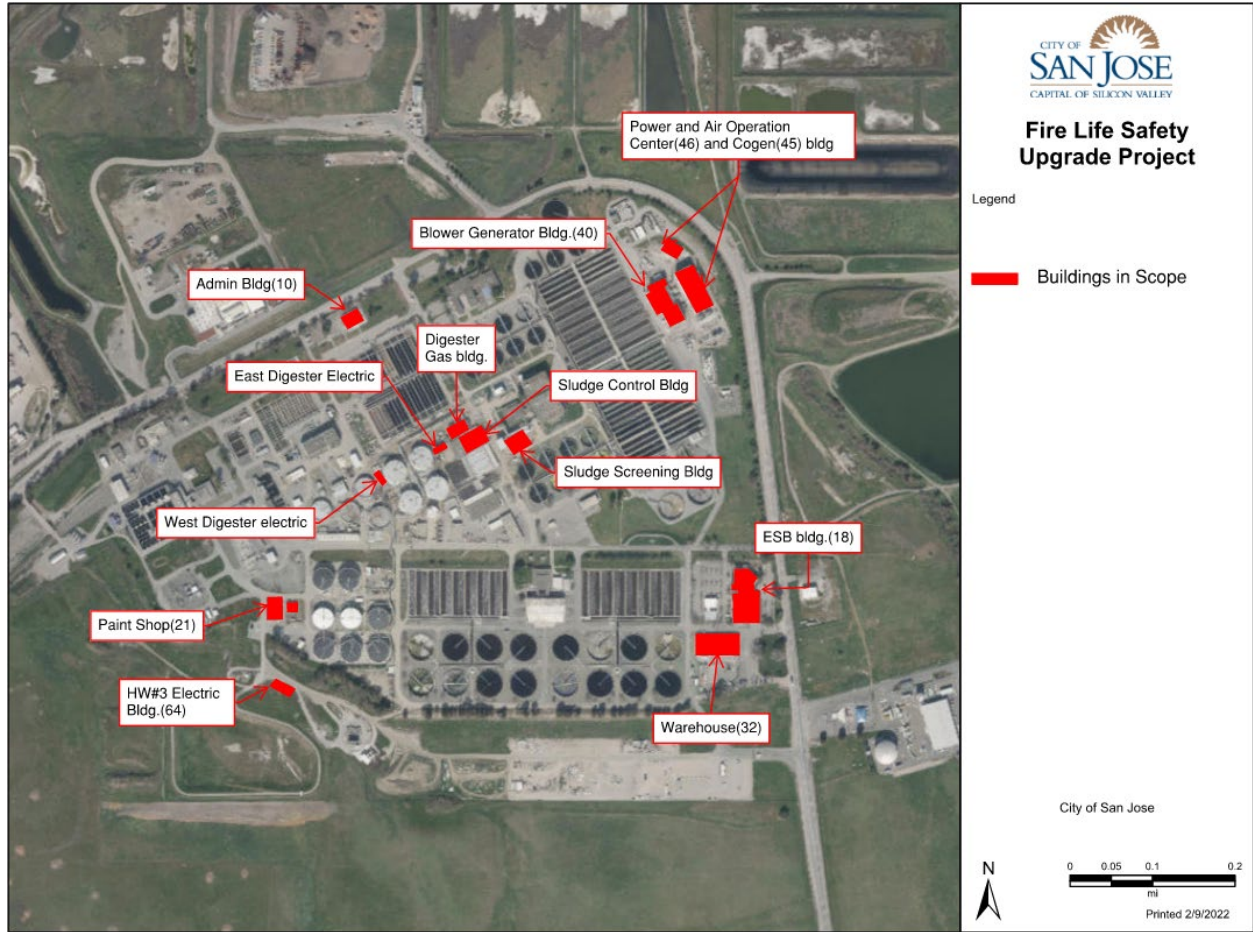 Power and Air Operation
Center(46) and Cogen(45) bldg
Blower Generator Bldg.(40)
Admin Bldg(10)
Digester
Gas bldg.
East Digester Electric
Sludge Control Bldg
Sludge Screening Bldg
West Digester electric
ESB bldg.(18)
Paint Shop(21)
HW#3 Electric
Bldg.(64)
Warehouse(32)
CITY OF
SAN JOSE
CAPITAL OF SILICON VALLEY
Fire Life Safety
Upgrade Project
Legend
Buildings in Scope
City of San Jose
N
0 0.05 0.1 0.2
mi
Printed 2/9/2022